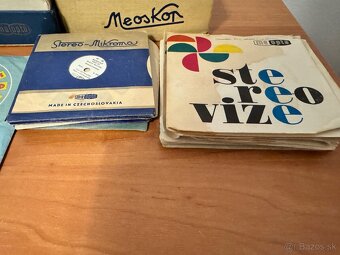 Meoskop
Stereo-Mikroma
MADE IN CZECHOSLOVAKIA
ste
reo
vize
Bazos.sk